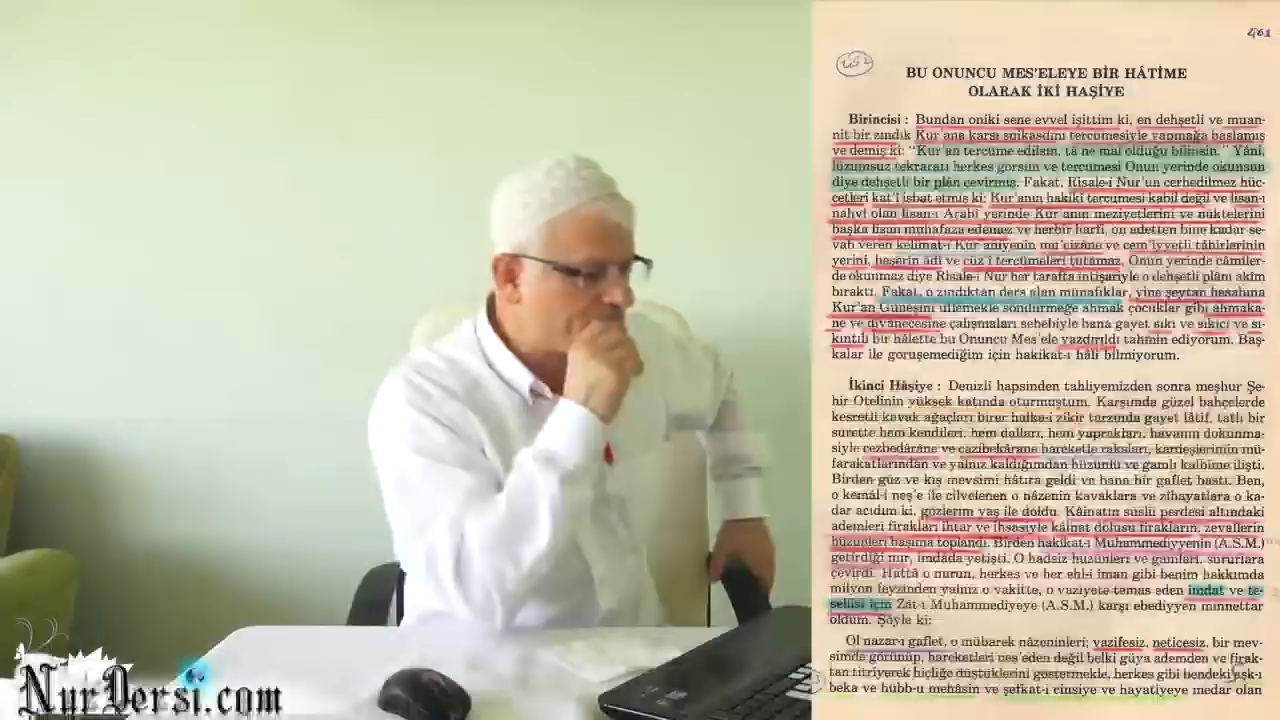 461
BU ONUNCU MES'ELEYE BİR HÂTİME
OLARAK İKİ HAŞİYE
Birincisi : Bundan oniki sene evvel işittim ki, en dehşetli ve muan-
nit bir zındık Kur'ana karşı suikasdını tercümesiyle yapmağa başlamış
ve demiş ki: "Kur'an tercüme edilsin, tâ ne mal olduğu bilinsin." Yâni,
lüzumsuz tekraratı herkes görsün ve tercümesi Onun yerinde okunsun
diye dehşetli bir plân çevirmiş. Fakat, Risale-i Nur'un cerhedilmez hüc-
cetleri kat'î isbat etmiş ki: Kur'anın hakikî tercümesi kabil değil ve lisan-ı
nahvî olan lisan-ı Arabî yerinde Kur'anın meziyetlerini ve nüktelerini
başka lisan muhafaza edemez ve herbir harfi, on adetten bine kadar se-
vab veren kelimat-ı Kur'aniyenin mu'cizâne ve cem'iyyetli tâbirlerinin
yerini, beşerin âdi ve cüz'î tercümeleri tutamaz, Onun yerinde câmiler-
de okunmaz diye Risale-i Nur her tarafta intişariyle o dehşetli plânı akîm
bıraktı. Fakat, o zındıktan ders alan münafıklar, yine şeytan hesabına
Kur'an Güneşini üflemekle söndürmeğe ahmak çocuklar gibi ahmaka-
ne ve divanecesine çalışmaları sebebiyle bana gayet sıkı ve sıkıcı ve sı-
kıntılı bir hâlette bu Onuncu Mes'ele yazdırıldı tahmin ediyorum. Baş-
kalar ile görüşemediğim için hakikat-ı hâli bilmiyorum.
İkinci Hâşiye : Denizli hapsinden tahliyemizden sonra meşhur Şe-
hir Otelinin yüksek katında oturmuştum. Karşımda güzel bahçelerde
kesretli kavak ağaçları birer halka-i zikir tarzında gayet lâtif, tatlı bir
surette hem kendileri, hem dalları, hem yaprakları, havanın dokunma-
siyle cezbedârâne ve cazibekârane hareketle raksları, kardeşlerimin mü-
farakatlarından ve yalnız kaldığımdan hüzünlü ve gamlı kalbime ilişti.
Birden güz ve kış mevsimi hâtıra geldi ve bana bir gaflet bastı. Ben,
o kemâl-i neş'e ile cilvelenen o nâzenin kavaklara ve zîhayatlara o ka-
dar acıdım ki, gözlerim yaş ile doldu. Kâinatın süslü perdesi altındaki
ademleri firakları ihtar ve ihsasiyle kâinat dolusu firakların, zevallerin
hüzünleri başıma toplandı. Birden hakikat-ı Muhammediyyenin (A.S.M.)
getirdiği nur, imdada yetişti. O hadsiz hüzünleri ve gamları, sürurlara
çevirdi. Hattâ o nurun, herkes ve her ehl-i iman gibi benim hakkımda
milyon feyzinden yalnız o vakitte, o vaziyete temas eden imdat ve te-
sellisi için Zât-ı Muhammediyeye (A.S.M.) karşı ebediyyen minnettar
oldum. Şöyle ki:
Ol nazar-ı gaflet, o mübarek nâzeninleri; vazifesiz, neticesiz, bir mev-
simde görünüp, hareketleri neş'eden değil belki güya ademden ve firak-
tan titriyerek hiçliğe düştüklerini göstermekle, herkes gibi bendeki aşk-ı
beka ve hubb-u mehâsin ve şefkat-i cinsiye ve hayatiyeye medar olan
NurDersi.com